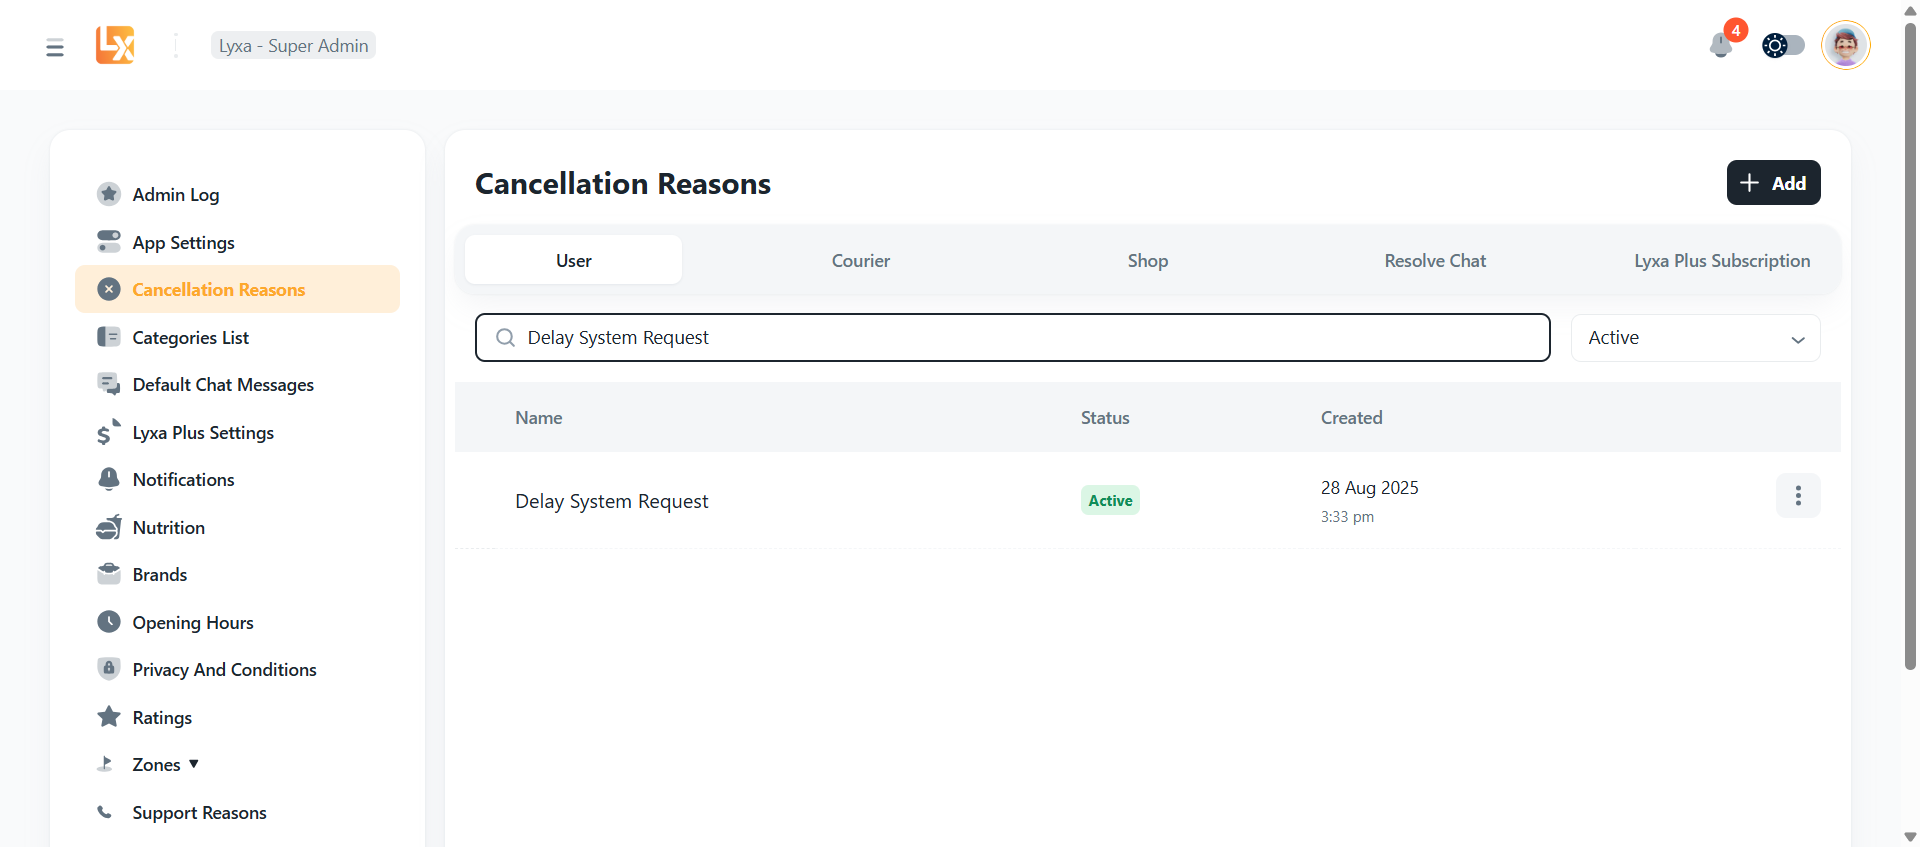 LX
Lyxa - Super Admin
4
Admin Log
App Settings
Cancellation Reasons
Categories List
Default Chat Messages
Lyxa Plus Settings
Notifications
Nutrition
Brands
Opening Hours
Privacy And Conditions
Ratings
Zones ▼
Support Reasons
Cancellation Reasons
+ Add
User Courier Shop Resolve Chat Lyxa Plus Subscription
Delay System Request
Active
Name Status Created
Delay System Request Active 28 Aug 2025
3:33 pm